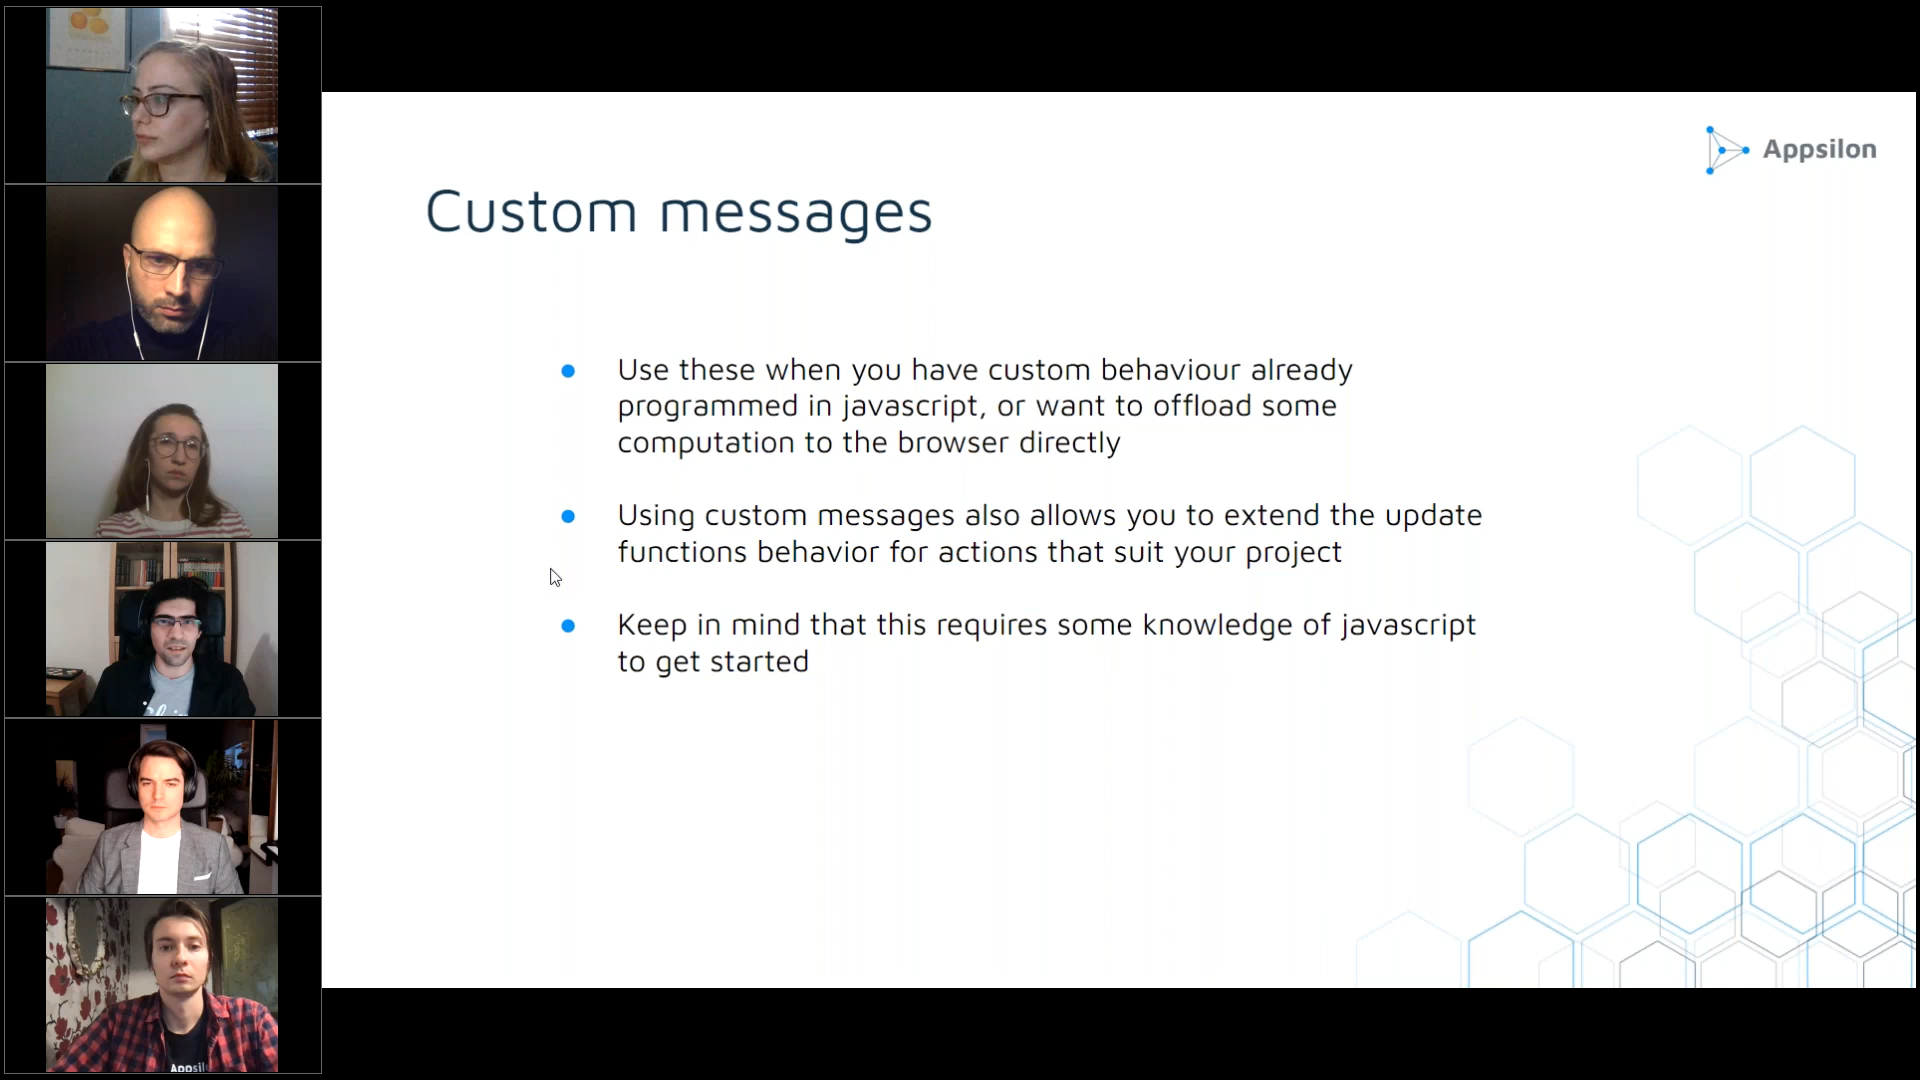 Appsilon
Custom messages
Use these when you have custom behaviour already
programmed in javascript, or want to offload some
computation to the browser directly
Using custom messages also allows you to extend the update
functions behavior for actions that suit your project
Keep in mind that this requires some knowledge of javascript
to get started
Appsil